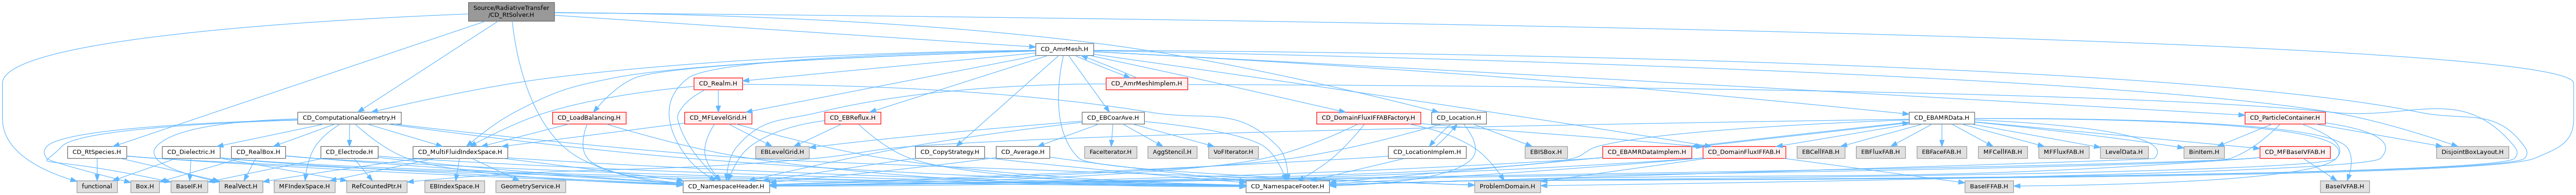 Source/RadiativeTransfer
/CD_RtSolver.H
CD_AmrMesh.H
CD_Realm.H
CD_AmrMeshImplem.H
CD_ComputationalGeometry.H
CD_LoadBalancing.H
CD_MFLevelGrid.H
CD_EBReflux.H
CD_EBCoarAve.H
CD_DomainFluxIFFABFactory.H
CD_Location.H
CD_EBAMRData.H
CD_ParticleContainer.H
CD_RtSpecies.H
CD_Dielectric.H
CD_RealBox.H
CD_Electrode.H
CD_MultiFluidIndexSpace.H
EBLevelGrid.H
CD_CopyStrategy.H
CD_Average.H
FaceIterator.H
AggStencil.H
VoFIterator.H
CD_LocationImplem.H
EBISBox.H
CD_EBAMRDataImplem.H
CD_DomainFluxIFFAB.H
EBCellFAB.H
EBFluxFAB.H
EBFaceFAB.H
MFCellFAB.H
MFFluxFAB.H
LevelData.H
BinItem.H
CD_MFBaseIVFAB.H
DisjointBoxLayout.H
functional
Box.H
BaseIF.H
RealVect.H
MFIndexSpace.H
RefCountedPtr.H
EBIndexSpace.H
GeometryService.H
CD_NamespaceHeader.H
CD_NamespaceFooter.H
ProblemDomain.H
BaseIFFAB.H
BaseIVFAB.H